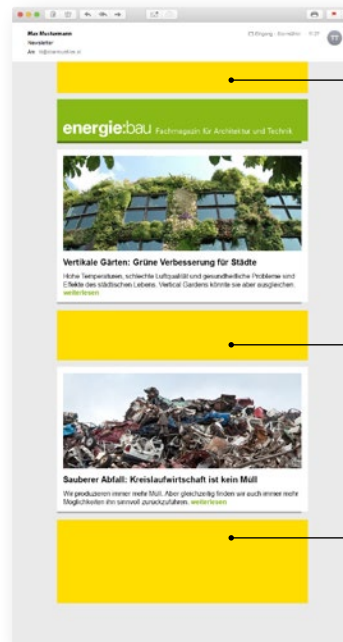 Max Mustermann
Newsletter
energie:bau Fachmagazin für Architektur und Technik
Vertikale Gärten: Grüne Verbesserung für Städte
Hohe Temperaturen, schlechte Luftqualität und gesundheitliche Probleme sind
Effekte des städtischen Lebens. Vertical Gardens könnte sie aber ausgleichen.
weiterlesen
Sauberer Abfall: Kreislaufwirtschaft ist kein Müll
Wir produzieren immer mehr Müll. Aber gleichzeitig finden wir auch immer mehr
Möglichkeiten ihn sinnvoll zurückzuführen. weiterlesen